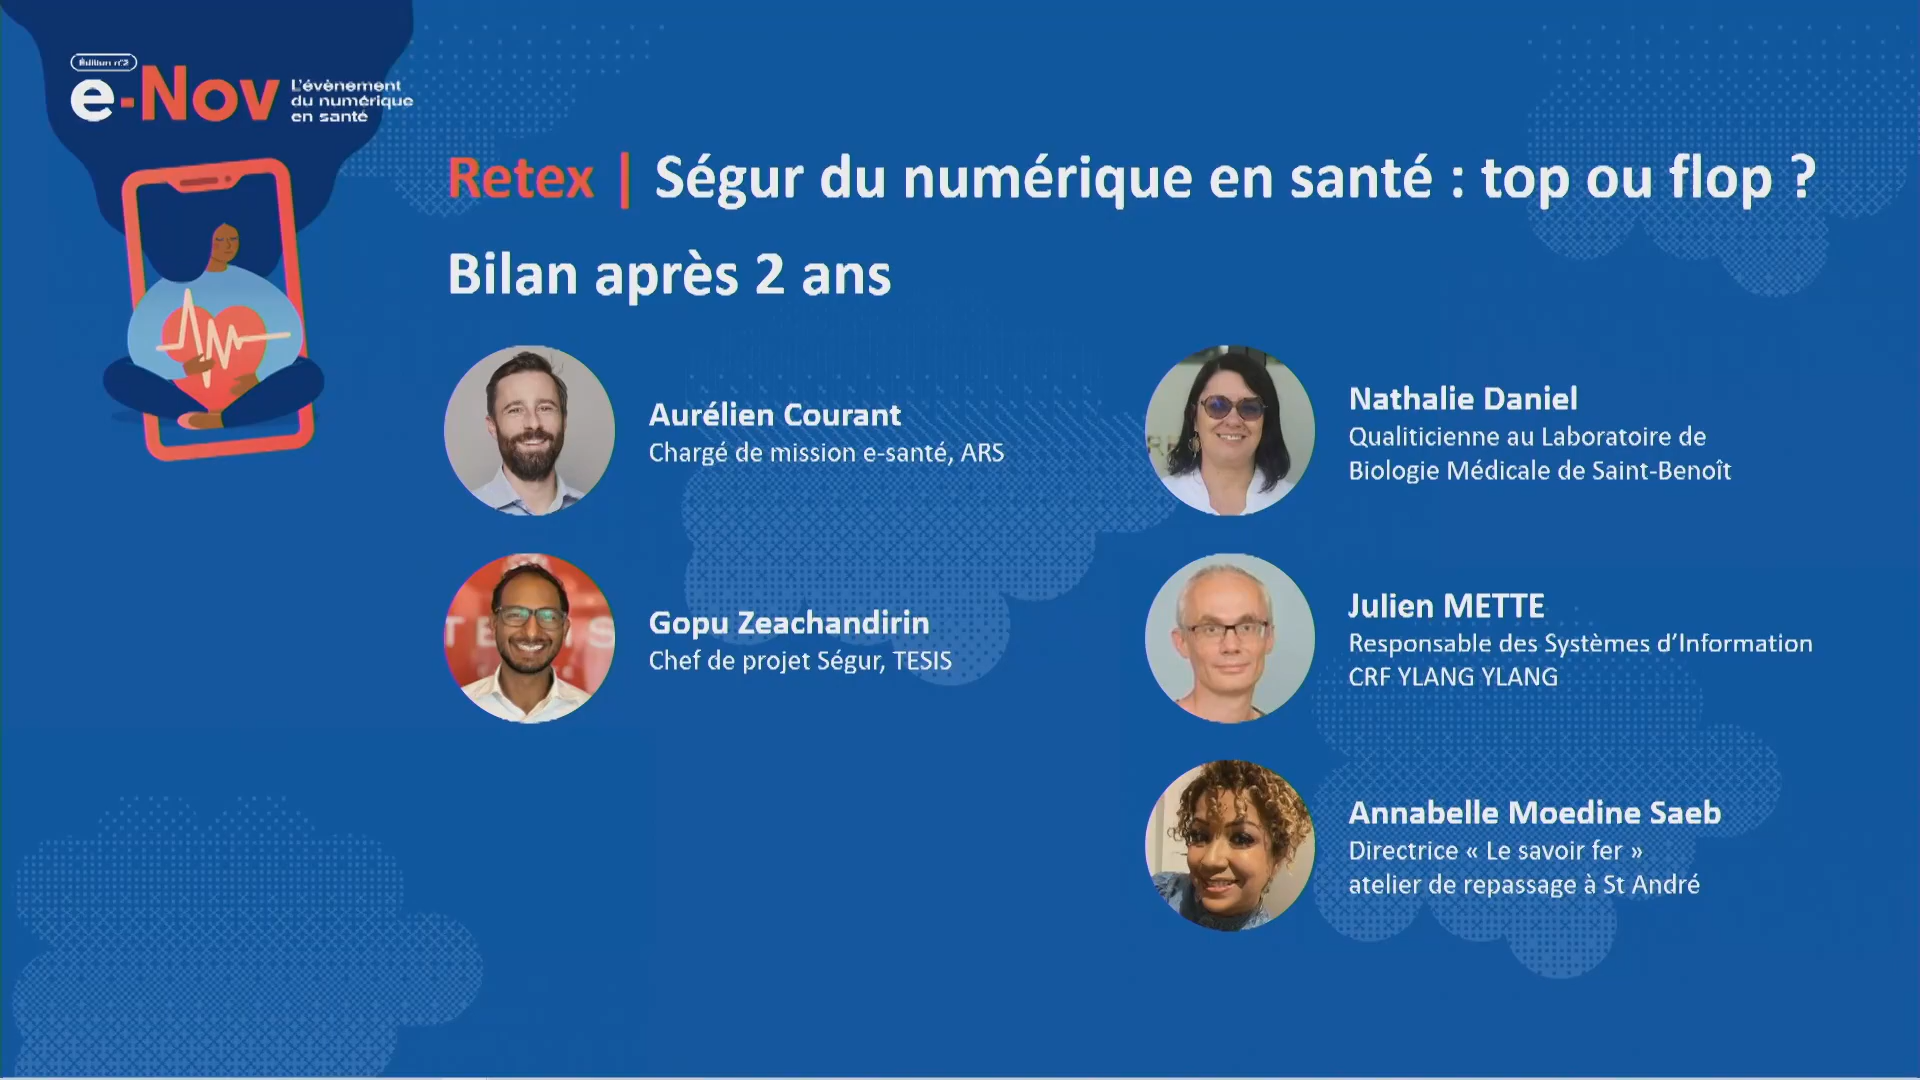 Édition n°2
e-Nov
L'évènement
du numérique
en santé
Retex | Ségur du numérique en santé : top ou flop ?
Bilan après 2 ans
Aurélien Courant
Chargé de mission e-santé, ARS
Gopu Zeachandirin
Chef de projet Ségur, TESIS
Nathalie Daniel
Qualiticienne au Laboratoire de
Biologie Médicale de Saint-Benoît
Julien METTE
Responsable des Systèmes d'Information
CRF YLANG YLANG
Annabelle Moedine Saeb
Directrice « Le savoir fer »
atelier de repassage à St André